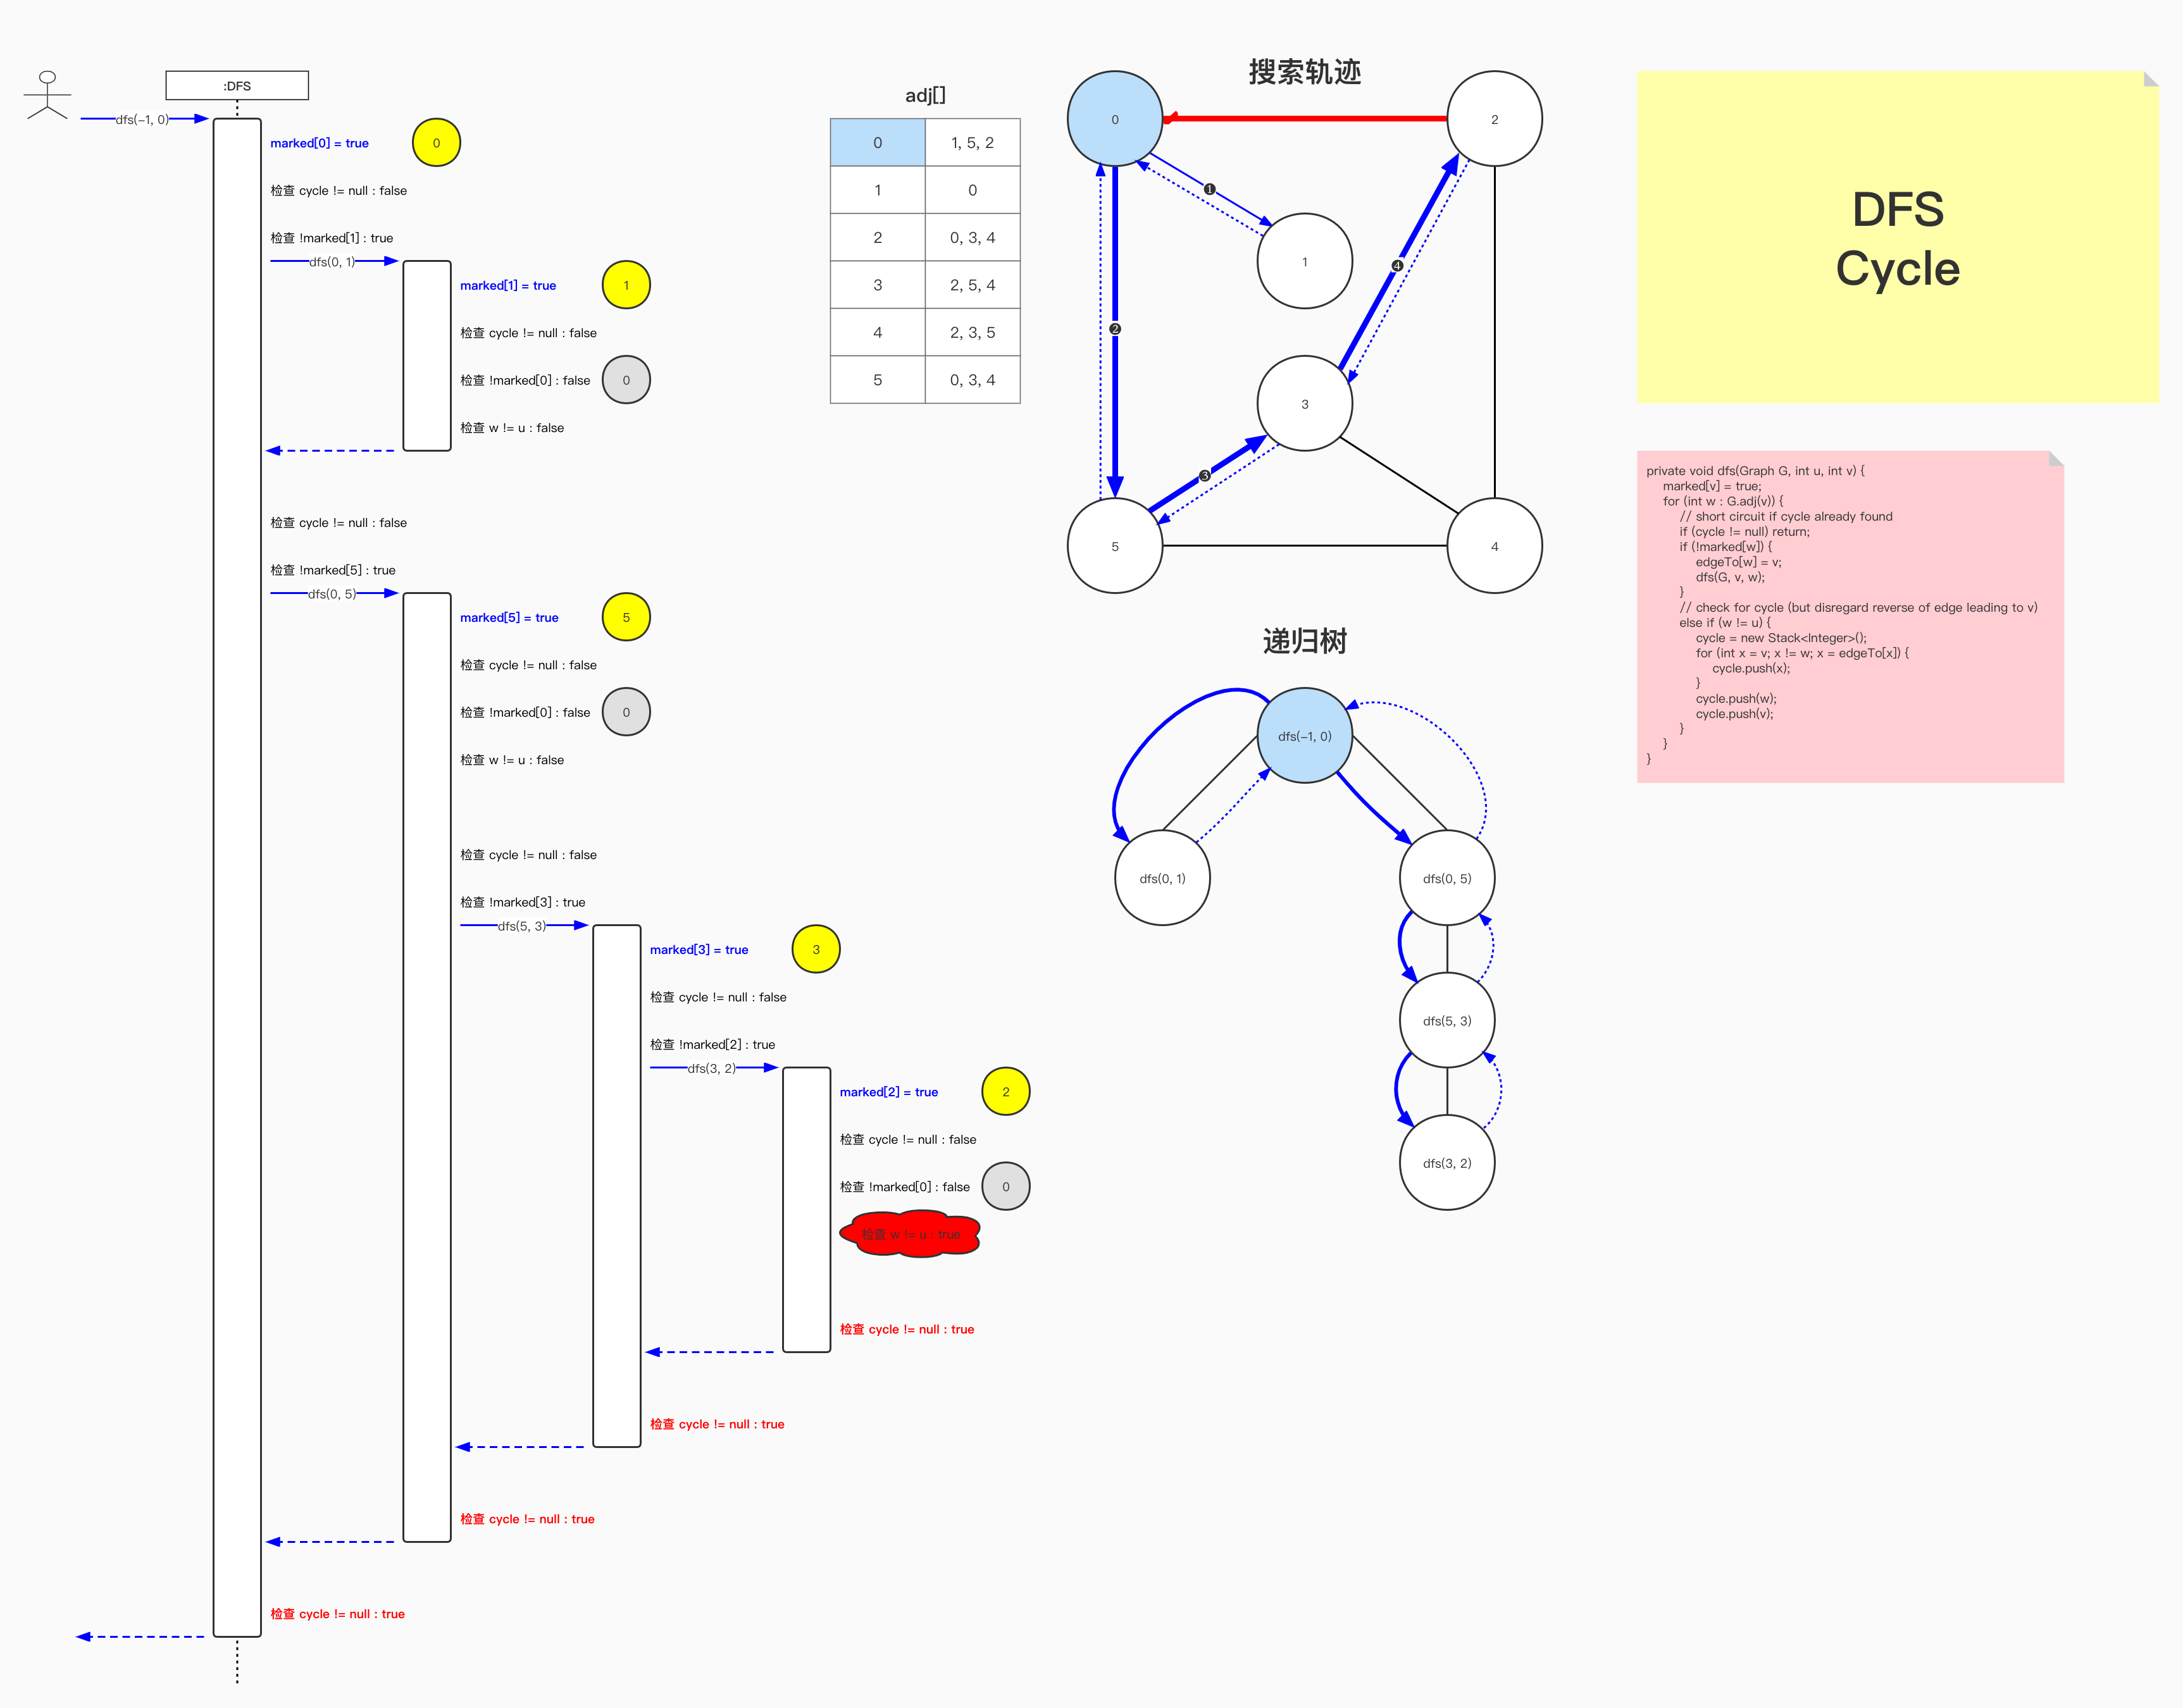 :DFS
dfs(-1, 0)
marked[0] = true
0
检查 cycle != null : false
检查 !marked[1] : true
dfs(0, 1)
marked[1] = true
1
检查 cycle != null : false
检查 !marked[0] : false
0
检查 w != u : false
检查 cycle != null : false
检查 !marked[5] : true
dfs(0, 5)
marked[5] = true
5
检查 cycle != null : false
检查 !marked[0] : false
0
检查 w != u : false
检查 cycle != null : false
检查 !marked[3] : true
dfs(5, 3)
marked[3] = true
3
检查 cycle != null : false
检查 !marked[2] : true
dfs(3, 2)
marked[2] = true
2
检查 cycle != null : false
检查 !marked[0] : false
0
检查 w != u : true
检查 cycle != null : true
检查 cycle != null : true
检查 cycle != null : true
检查 cycle != null : true
adj[]
0 1, 5, 2
1 0
2 0, 3, 4
3 2, 5, 4
4 2, 3, 5
5 0, 3, 4
搜索轨迹
0
2
❶
1
❹
❷
3
❸
5
4
递归树
dfs(-1, 0)
dfs(0, 1)
dfs(0, 5)
dfs(5, 3)
dfs(3, 2)
DFS
Cycle
private void dfs(Graph G, int u, int v) {
marked[v] = true;
for (int w : G.adj(v)) {
// short circuit if cycle already found
if (cycle != null) return;
if (!marked[w]) {
edgeTo[w] = v;
dfs(G, v, w);
}
// check for cycle (but disregard reverse of edge leading to v)
else if (w != u) {
cycle = new Stack<Integer>();
for (int x = v; x != w; x = edgeTo[x]) {
cycle.push(x);
}
cycle.push(w);
cycle.push(v);
}
}
}